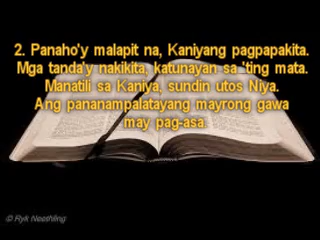 2. Panaho'y malapit na, Kaniyang pagpapakita.
Mga tanda'y nakikita, katunayan sa 'ting mata.
Manatili sa Kaniya, sundin utos Niya.
Ang pananampalatayang mayrong gawa
may pag-asa.
© Ryk Neethling